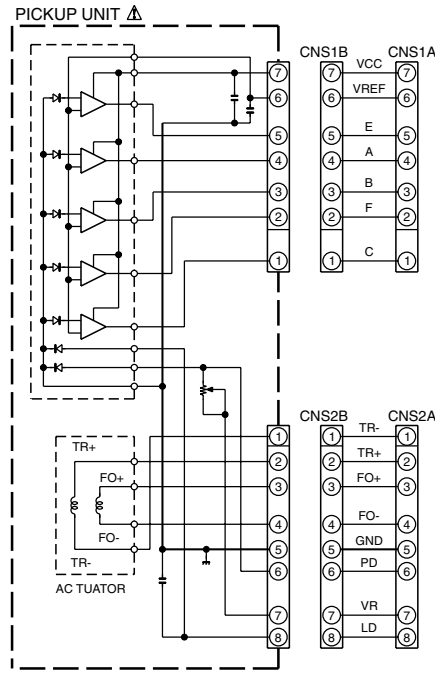 PICKUP UNIT ⚠
CNS1B CNS1A
7 7 VCC 7
6 6 VREF 6
5 5 E 5
4 4 A 4
3 3 B 3
2 2 F 2
1 1 C 1
CNS2B CNS2A
1 1 TR- 1
TR+
2 2 TR+ 2
FO+
3 3 FO+ 3
4 4 FO- 4
FO-
5 5 GND 5
TR-
6 6 PD 6
AC TUATOR
7 7 VR 7
8 8 LD 8